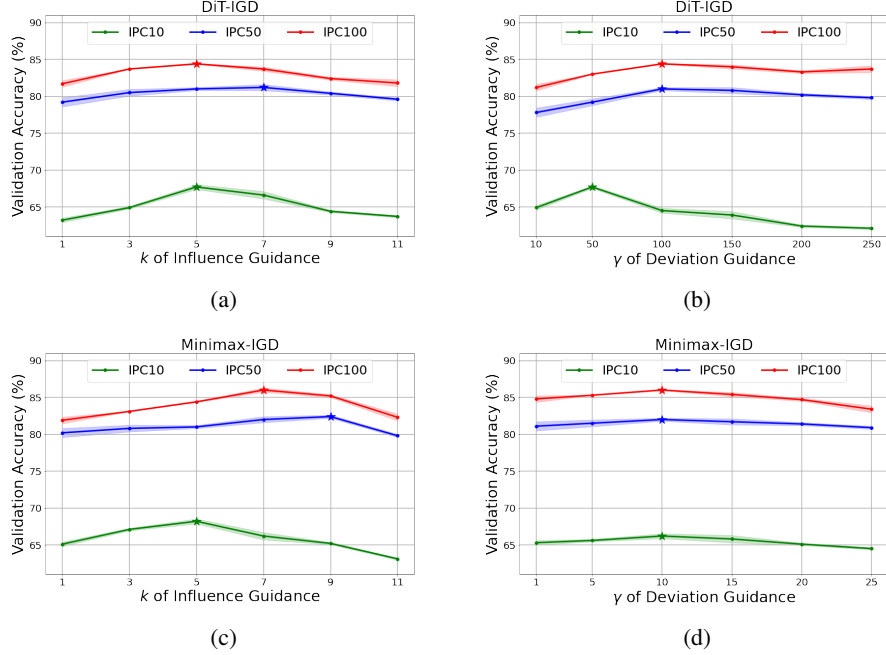 DiT-IGD
90
85
80
75
70
65
Validation Accuracy (%)
IPC10 IPC50 IPC100
1 3 5 7 9 11
k of Influence Guidance
(a)
DiT-IGD
90
85
80
75
70
65
Validation Accuracy (%)
IPC10 IPC50 IPC100
10 50 100 150 200 250
γ of Deviation Guidance
(b)
Minimax-IGD
90
85
80
75
70
65
Validation Accuracy (%)
IPC10 IPC50 IPC100
1 3 5 7 9 11
k of Influence Guidance
(c)
Minimax-IGD
90
85
80
75
70
65
Validation Accuracy (%)
IPC10 IPC50 IPC100
1 5 10 15 20 25
γ of Deviation Guidance
(d)